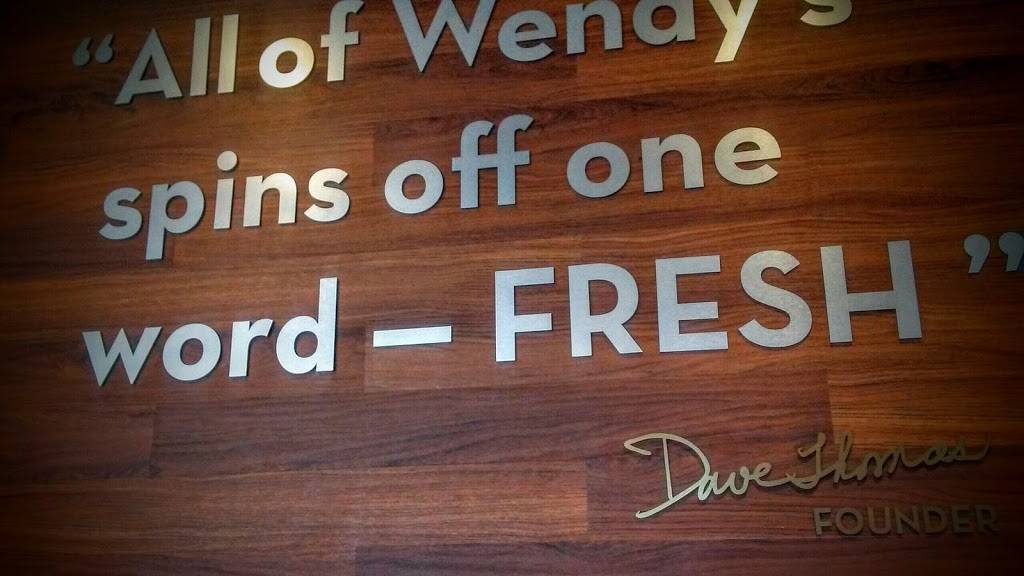 “All of Wendy's
spins off one
word – FRESH”
Dave Thomas
FOUNDER